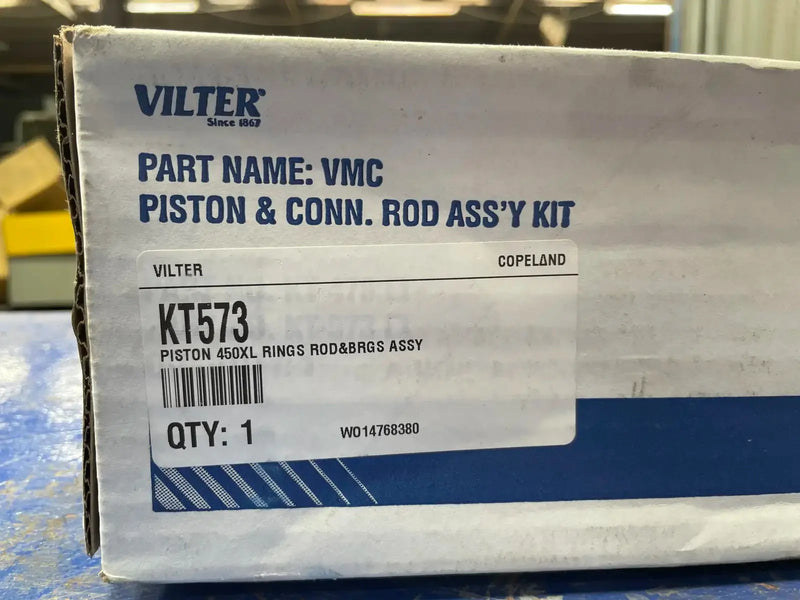 VILTER®
Since 1867
PART NAME: VMC
PISTON & CONN. ROD ASS'Y KIT
VILTER COPELAND
KT573
PISTON 450XL RINGS ROD&BRGS ASSY
QTY: 1 WO14768380